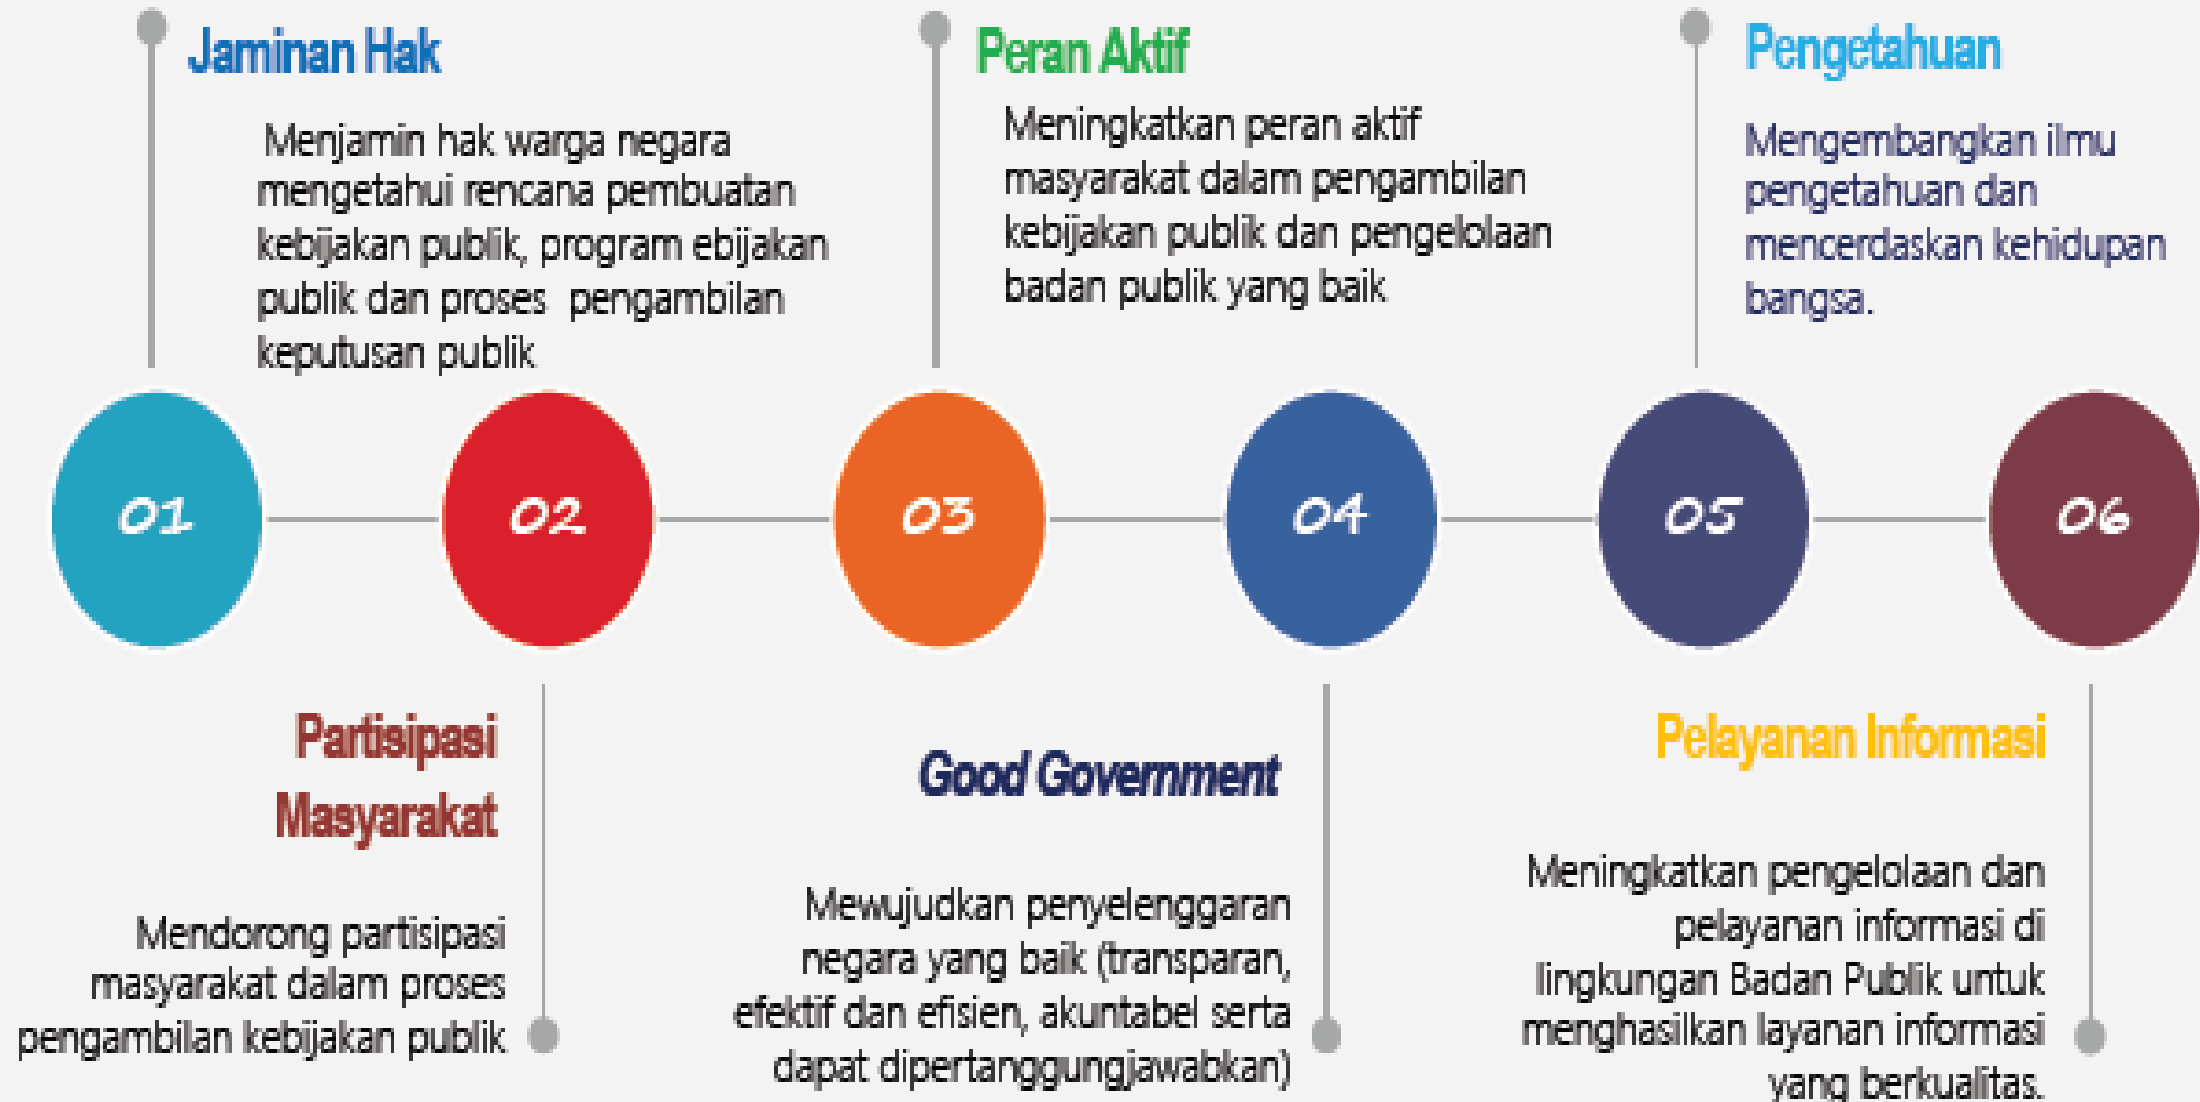 Jaminan Hak
Menjamin hak warga negara
mengetahui rencana pembuatan
kebijakan publik, program ebijakan
publik dan proses pengambilan
keputusan publik
Peran Aktif
Meningkatkan peran aktif
masyarakat dalam pengambilan
kebijakan publik dan pengelolaan
badan publik yang baik
Pengetahuan
Mengembangkan ilmu
pengetahuan dan
mencerdaskan kehidupan
bangsa.
01
02
03
04
05
06
Partisipasi
Masyarakat
Mendorong partisipasi
masyarakat dalam proses
pengambilan kebijakan publik
Good Government
Mewujudkan penyelenggaran
negara yang baik (transparan,
efektif dan efisien, akuntabel serta
dapat dipertanggungjawabkan)
Pelayanan Informasi
Meningkatkan pengelolaan dan
pelayanan informasi di
lingkungan Badan Publik untuk
menghasilkan layanan informasi
yang berkualitas.